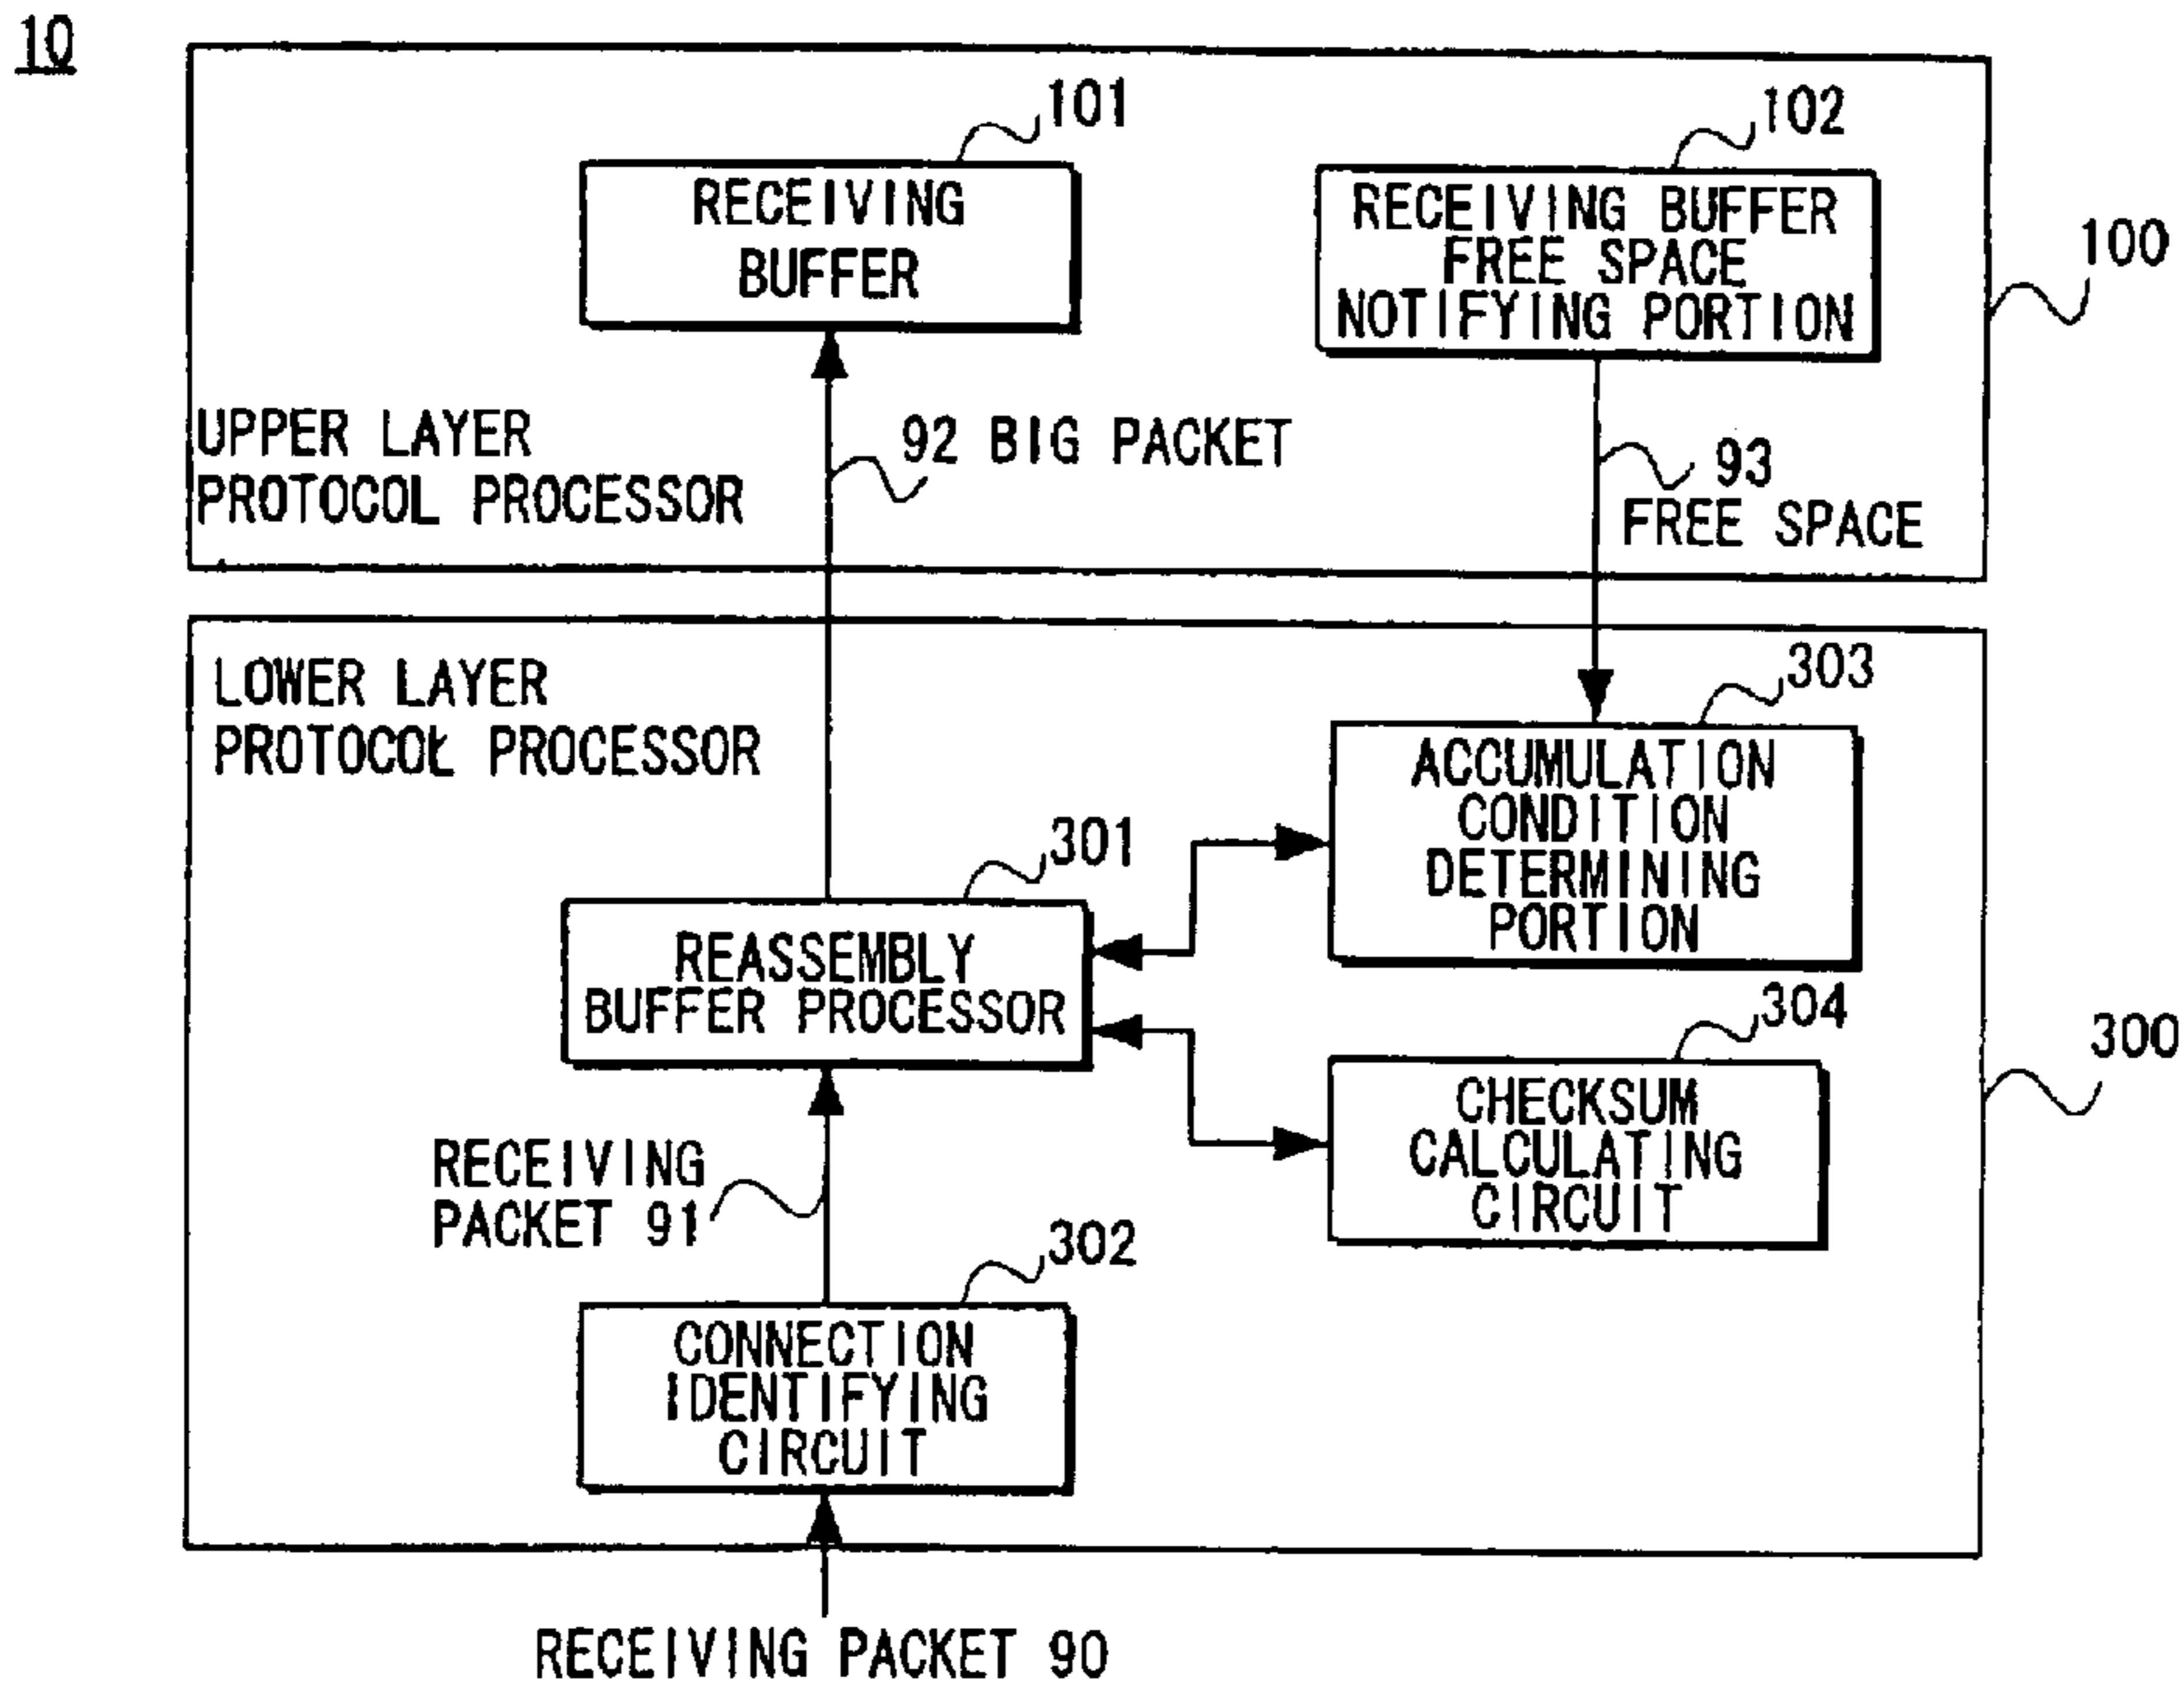 10
101
102
RECEIVING
BUFFER
RECEIVING BUFFER
FREE SPACE
NOTIFYING PORTION
100
UPPER LAYER
PROTOCOL PROCESSOR
92 BIG PACKET
93
FREE SPACE
LOWER LAYER
PROTOCOL PROCESSOR
303
ACCUMULATION
CONDITION
DETERMINING
PORTION
301
REASSEMBLY
BUFFER PROCESSOR
304
CHECKSUM
CALCULATING
CIRCUIT
300
RECEIVING
PACKET 91
302
CONNECTION
IDENTIFYING
CIRCUIT
RECEIVING PACKET 90